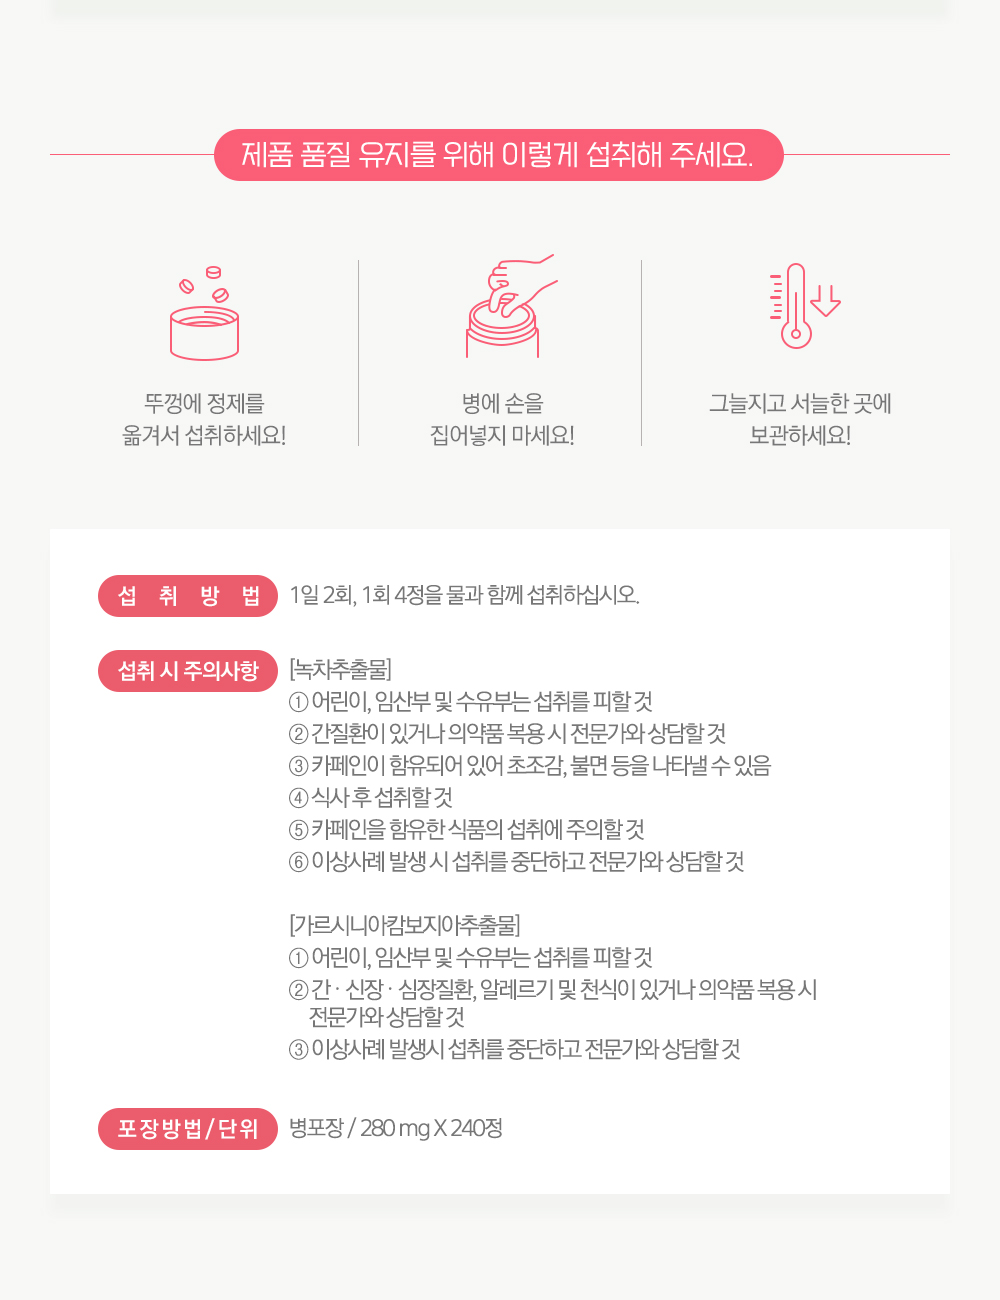 제품 품질 유지를 위해 이렇게 섭취해 주세요.
뚜껑에 정제를
옮겨서 섭취하세요!
병에 손을
집어넣지 마세요!
그늘지고 서늘한 곳에
보관하세요!
섭 취 방 법
1일 2회, 1회 4정을 물과 함께 섭취하십시오.
섭취 시 주의사항
[녹차추출물]
① 어린이, 임산부 및 수유부는 섭취를 피할 것
② 간질환이 있거나 의약품 복용 시 전문가와 상담할 것
③ 카페인이 함유되어 있어 초조감, 불면 등을 나타낼 수 있음
④ 식사 후 섭취할 것
⑤ 카페인을 함유한 식품의 섭취에 주의할 것
⑥ 이상사례 발생 시 섭취를 중단하고 전문가와 상담할 것
[가르시니아캄보지아추출물]
① 어린이, 임산부 및 수유부는 섭취를 피할 것
② 간 · 신장 · 심장질환, 알레르기 및 천식이 있거나 의약품 복용 시
전문가와 상담할 것
③ 이상사례 발생시 섭취를 중단하고 전문가와 상담할 것
포장방법/단위
병포장 / 280 mg X 240정